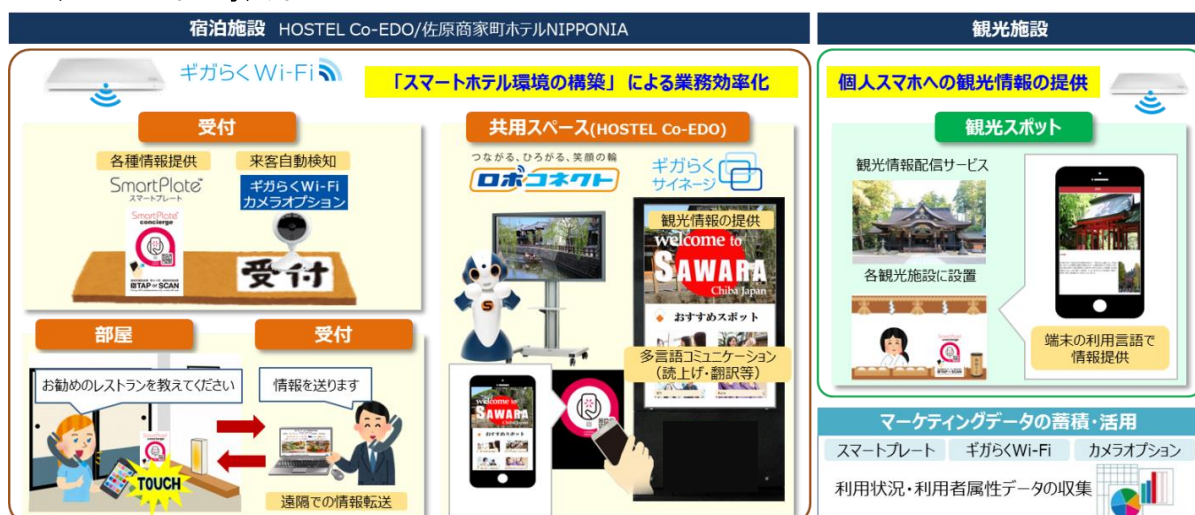 宿泊施設 HOSTEL Co-EDO/佐原商家町ホテルNIPPONIA
ギガらくWi-Fi
「スマートホテル環境の構築」による業務効率化
受付
各種情報提供
SmartPlate™
スマートプレート
SmartPlate
concierge
TAP or SCAN
来客自動検知
ギガらくWi-Fi
カメラオプション
受付
部屋
受付
お勧めのレストランを教えてください
情報を送ります
TOUCH
遠隔での情報転送
共用スペース(HOSTEL Co-EDO)
つながる、ひろがる、笑顔の輪
ロボコネクト
ギガらく
サイネージ
観光情報の提供
welcome to
SAWARA
Chiba Japan
おすすめスポット
多言語コミュニケーション
（読上げ・翻訳等）
welcome to
SAWARA
おすすめスポット
観光施設
個人スマホへの観光情報の提供
観光スポット
観光情報配信サービス
各観光施設に設置
端末の利用言語で
情報提供
マーケティングデータの蓄積・活用
スマートプレート ギガらくWi-Fi カメラオプション
利用状況・利用者属性データの収集